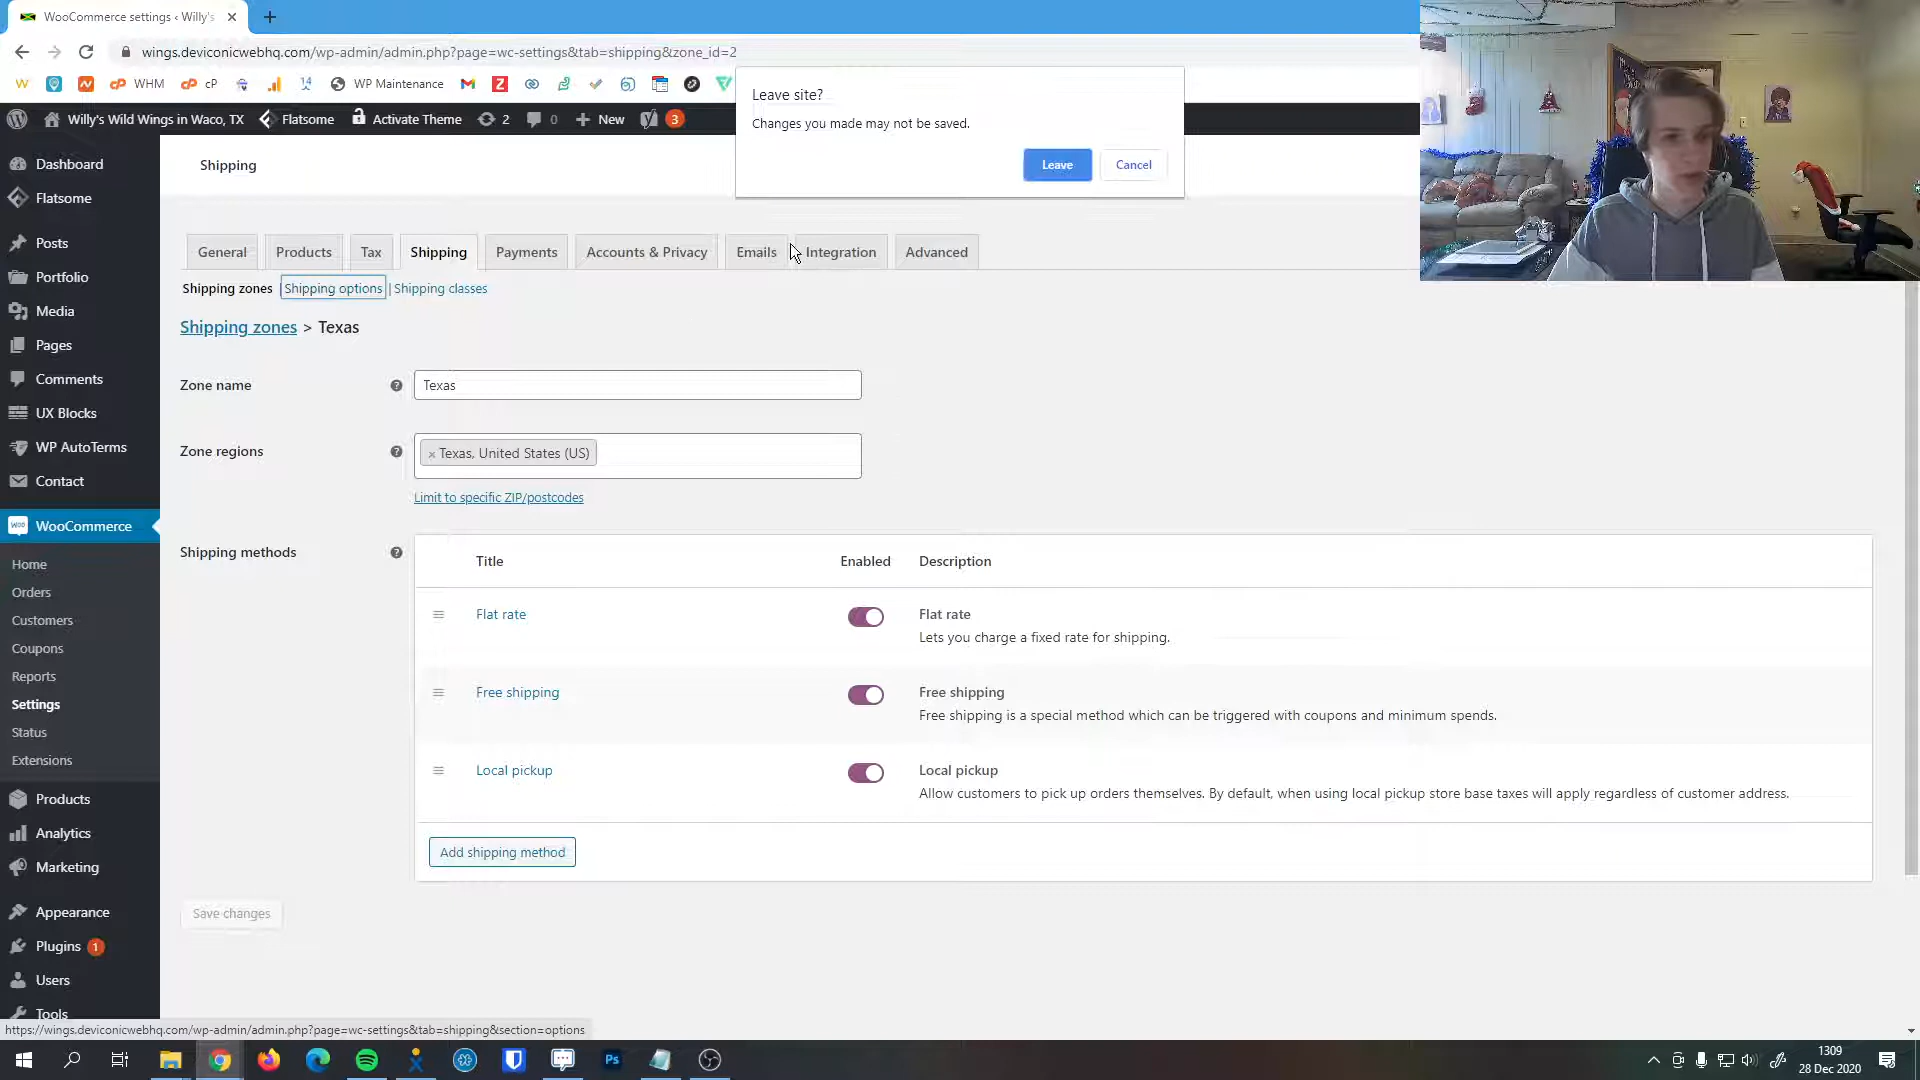 WooCommerce settings ‹ Willy's
wings.deviconicwebhq.com/wp-admin/admin.php?page=wc-settings&tab=shipping&zone_id=2
WHM
cP
WP Maintenance
Leave site?
Changes you made may not be saved.
Leave
Cancel
Willy's Wild Wings in Waco, TX
Flatsome
Activate Theme
2
0
New
3
Dashboard
Flatsome
Posts
Portfolio
Media
Pages
Comments
UX Blocks
WP AutoTerms
Contact
WooCommerce
Home
Orders
Customers
Coupons
Reports
Settings
Status
Extensions
Products
Analytics
Marketing
Appearance
Plugins 1
Users
Tools
Shipping
General
Products
Tax
Shipping
Payments
Accounts & Privacy
Emails
Integration
Advanced
Shipping zones | Shipping options | Shipping classes
Shipping zones > Texas
Zone name
Texas
Zone regions
× Texas, United States (US)
Limit to specific ZIP/postcodes
Shipping methods
Title
Enabled
Description
Flat rate
Flat rate
Lets you charge a fixed rate for shipping.
Free shipping
Free shipping
Free shipping is a special method which can be triggered with coupons and minimum spends.
Local pickup
Local pickup
Allow customers to pick up orders themselves. By default, when using local pickup store base taxes will apply regardless of customer address.
Add shipping method
Save changes
https://wings.deviconicwebhq.com/wp-admin/admin.php?page=wc-settings&tab=shipping&section=options
Ps
1309
28 Dec 2020